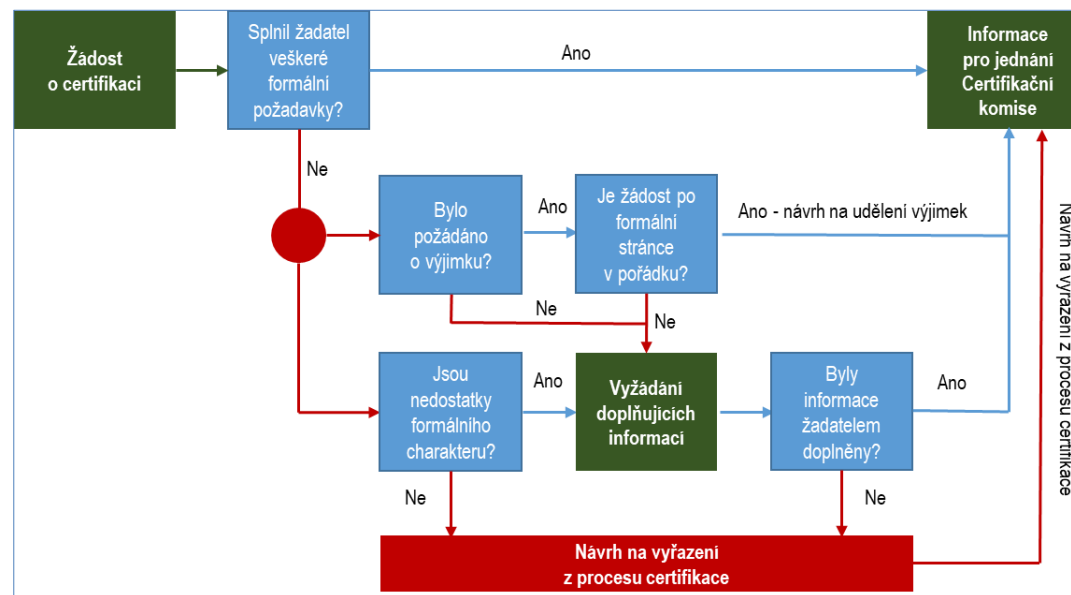 Žádost
o certifikaci
Splnil žadatel
veškeré
formální
požadavky?
Ano
Informace
pro jednání
Certifikační
komise
Ne
Bylo
požádáno
o výjimku?
Ano
Je žádost po
formální
stránce
v pořádku?
Ano - návrh na udělení výjimek
Ne
Ne
Návrh na vyřazení z procesu certifikace
Jsou
nedostatky
formálního
charakteru?
Ano
Vyžádání
doplňujících
informací
Byly
informace
žadatelem
doplněny?
Ano
Ne
Ne
Návrh na vyřazení
z procesu certifikace